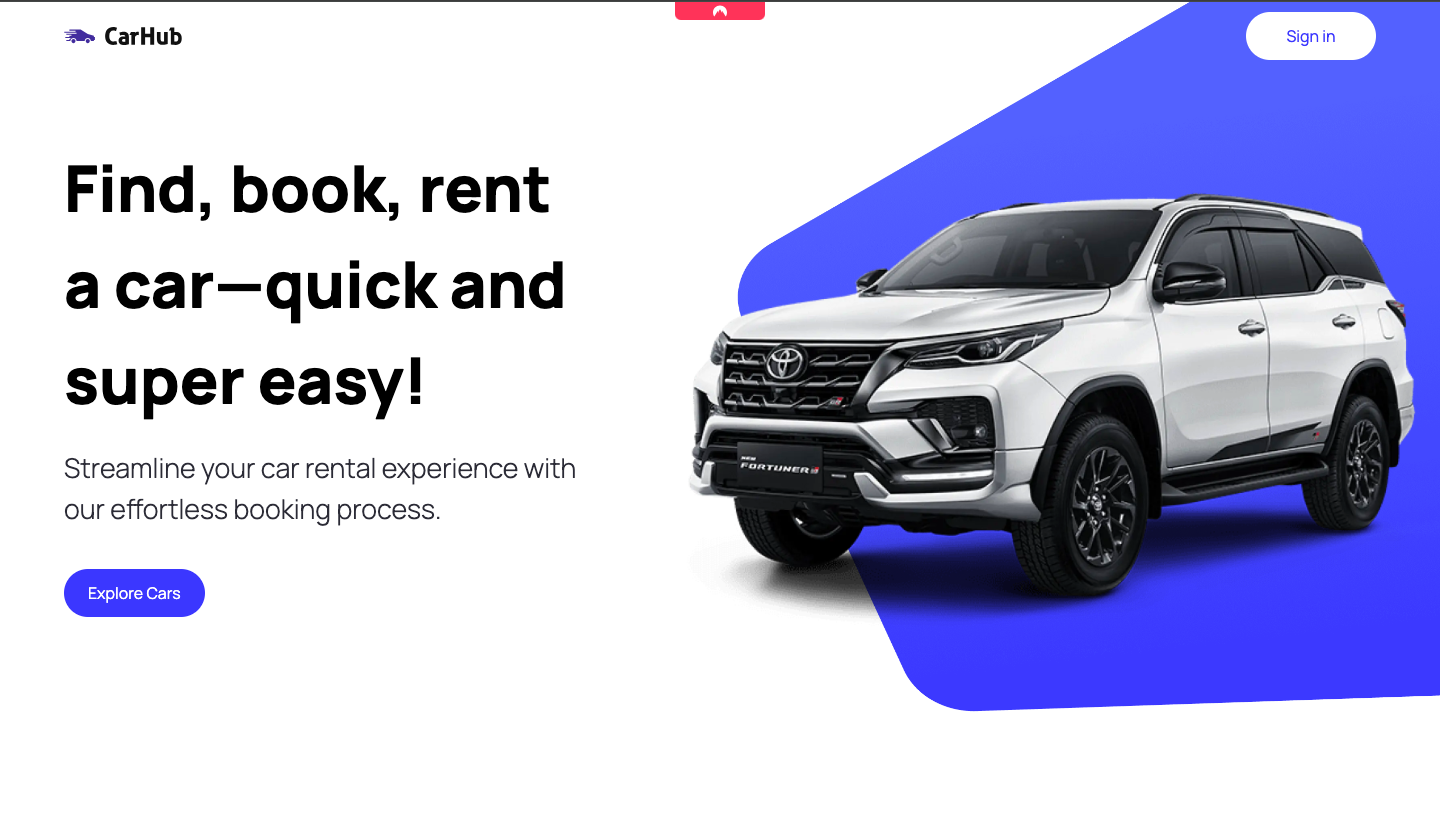 CarHub
Sign in
Find, book, rent
a car—quick and
super easy!
Streamline your car rental experience with
our effortless booking process.
Explore Cars
NEW
FORTUNER